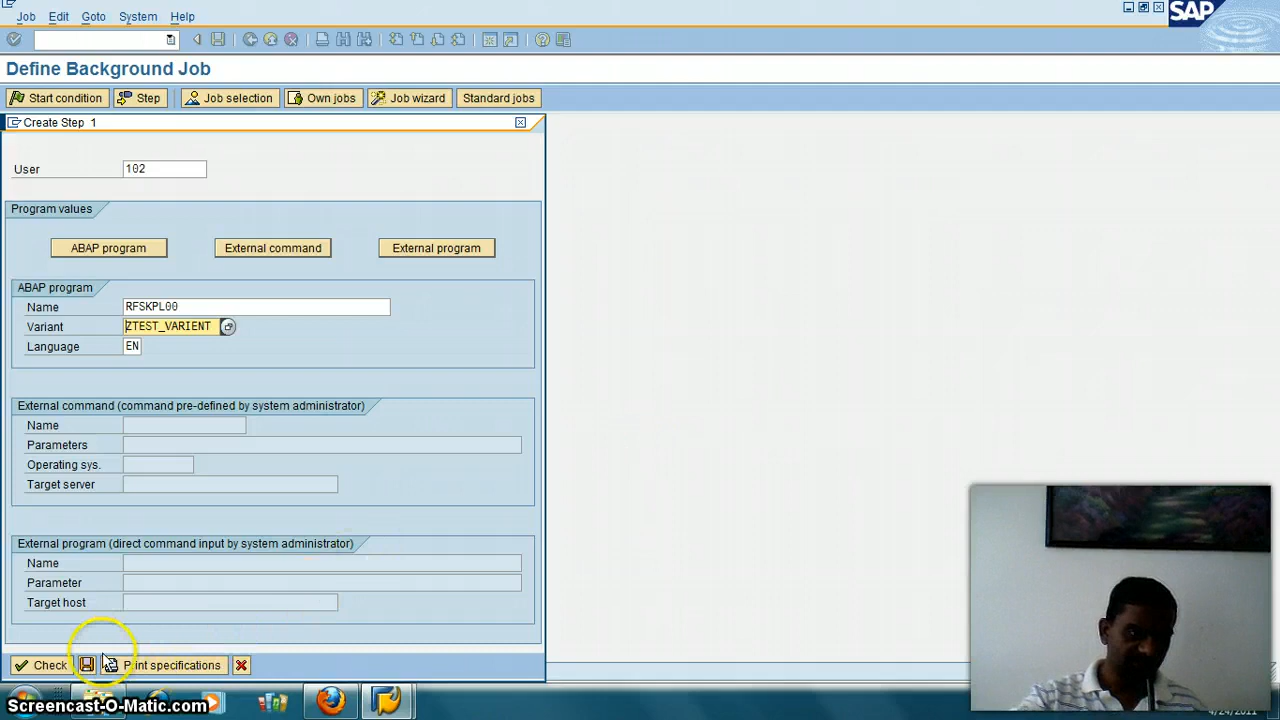 Job Edit Goto System Help
SAP
Define Background Job
Start condition Step Job selection Own jobs Job wizard Standard jobs
Create Step 1
User 102
Program values
ABAP program External command External program
ABAP program
Name RFSKPL00
Variant ZTEST_VARIENT
Language EN
External command (command pre-defined by system administrator)
Name
Parameters
Operating sys.
Target server
External program (direct command input by system administrator)
Name
Parameter
Target host
Check Print specifications
Screencast-O-Matic.com
4/24/2011